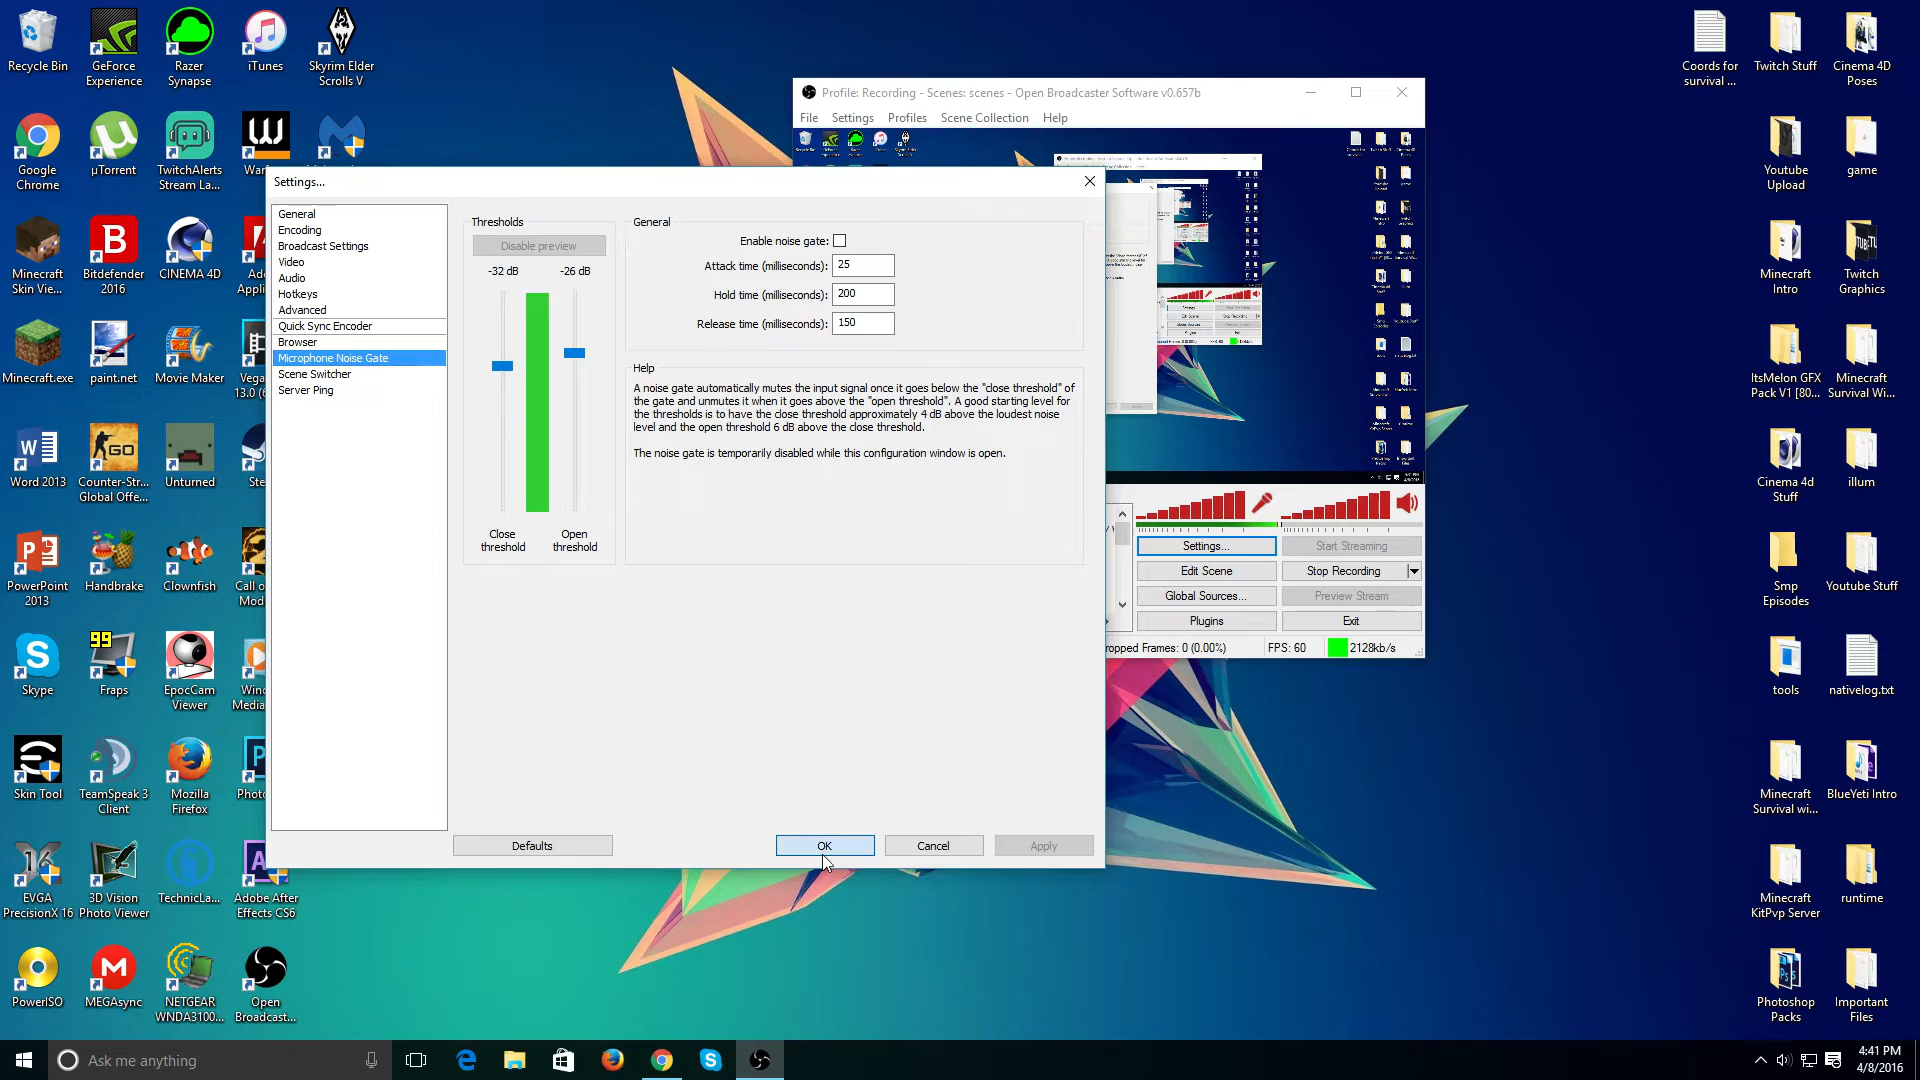 Recycle Bin
GeForce
Experience
Razer
Synapse
iTunes
Skyrim Elder
Scrolls V
Google
Chrome
µTorrent
TwitchAlerts
Stream La...
Minecraft
Skin Vie...
Bitdefender
2016
CINEMA 4D
Minecraft.exe
paint.net
Movie Maker
Vega
13.0 (6
Word 2013
Counter-Str...
Global Offe...
Unturned
PowerPoint
2013
Handbrake
Clownfish
Call o
Mod
Skype
99
Fraps
EpocCam
Viewer
Skin Tool
TeamSpeak 3
Client
Mozilla
Firefox
EVGA
PrecisionX 16
3D Vision
Photo Viewer
TechnicLa...
Adobe After
Effects CS6
PowerISO
MEGAsync
NETGEAR
WNDA3100...
Open
Broadcast...
Profile: Recording - Scenes: scenes - Open Broadcaster Software v0.657b
File
Settings
Profiles
Scene Collection
Help
Settings...
General
Encoding
Broadcast Settings
Video
Audio
Hotkeys
Advanced
Quick Sync Encoder
Browser
Microphone Noise Gate
Scene Switcher
Server Ping
Thresholds
Disable preview
-32 dB
-26 dB
Close
threshold
Open
threshold
General
Enable noise gate:
Attack time (milliseconds): 25
Hold time (milliseconds): 200
Release time (milliseconds): 150
Help
A noise gate automatically mutes the input signal once it goes below the "close threshold" of
the gate and unmutes it when it goes above the "open threshold". A good starting level for
the thresholds is to have the close threshold approximately 4 dB above the loudest noise
level and the open threshold 6 dB above the close threshold.
The noise gate is temporarily disabled while this configuration window is open.
Defaults
OK
Cancel
Apply
Settings...
Start Streaming
Edit Scene
Stop Recording
Global Sources...
Preview Stream
Plugins
Exit
ropped Frames: 0 (0.00%)
FPS: 60
2128kb/s
Coords for
survival ...
Twitch Stuff
Cinema 4D
Poses
Youtube
Upload
game
Minecraft
Intro
Twitch
Graphics
ItsMelon GFX
Pack V1 [80...
Minecraft
Survival Wi...
Cinema 4d
Stuff
illum
Smp
Episodes
Youtube Stuff
tools
nativelog.txt
Minecraft
Survival wi...
BlueYeti Intro
Minecraft
KitPvp Server
runtime
Photoshop
Packs
Important
Files
Ask me anything
4:41 PM
4/8/2016